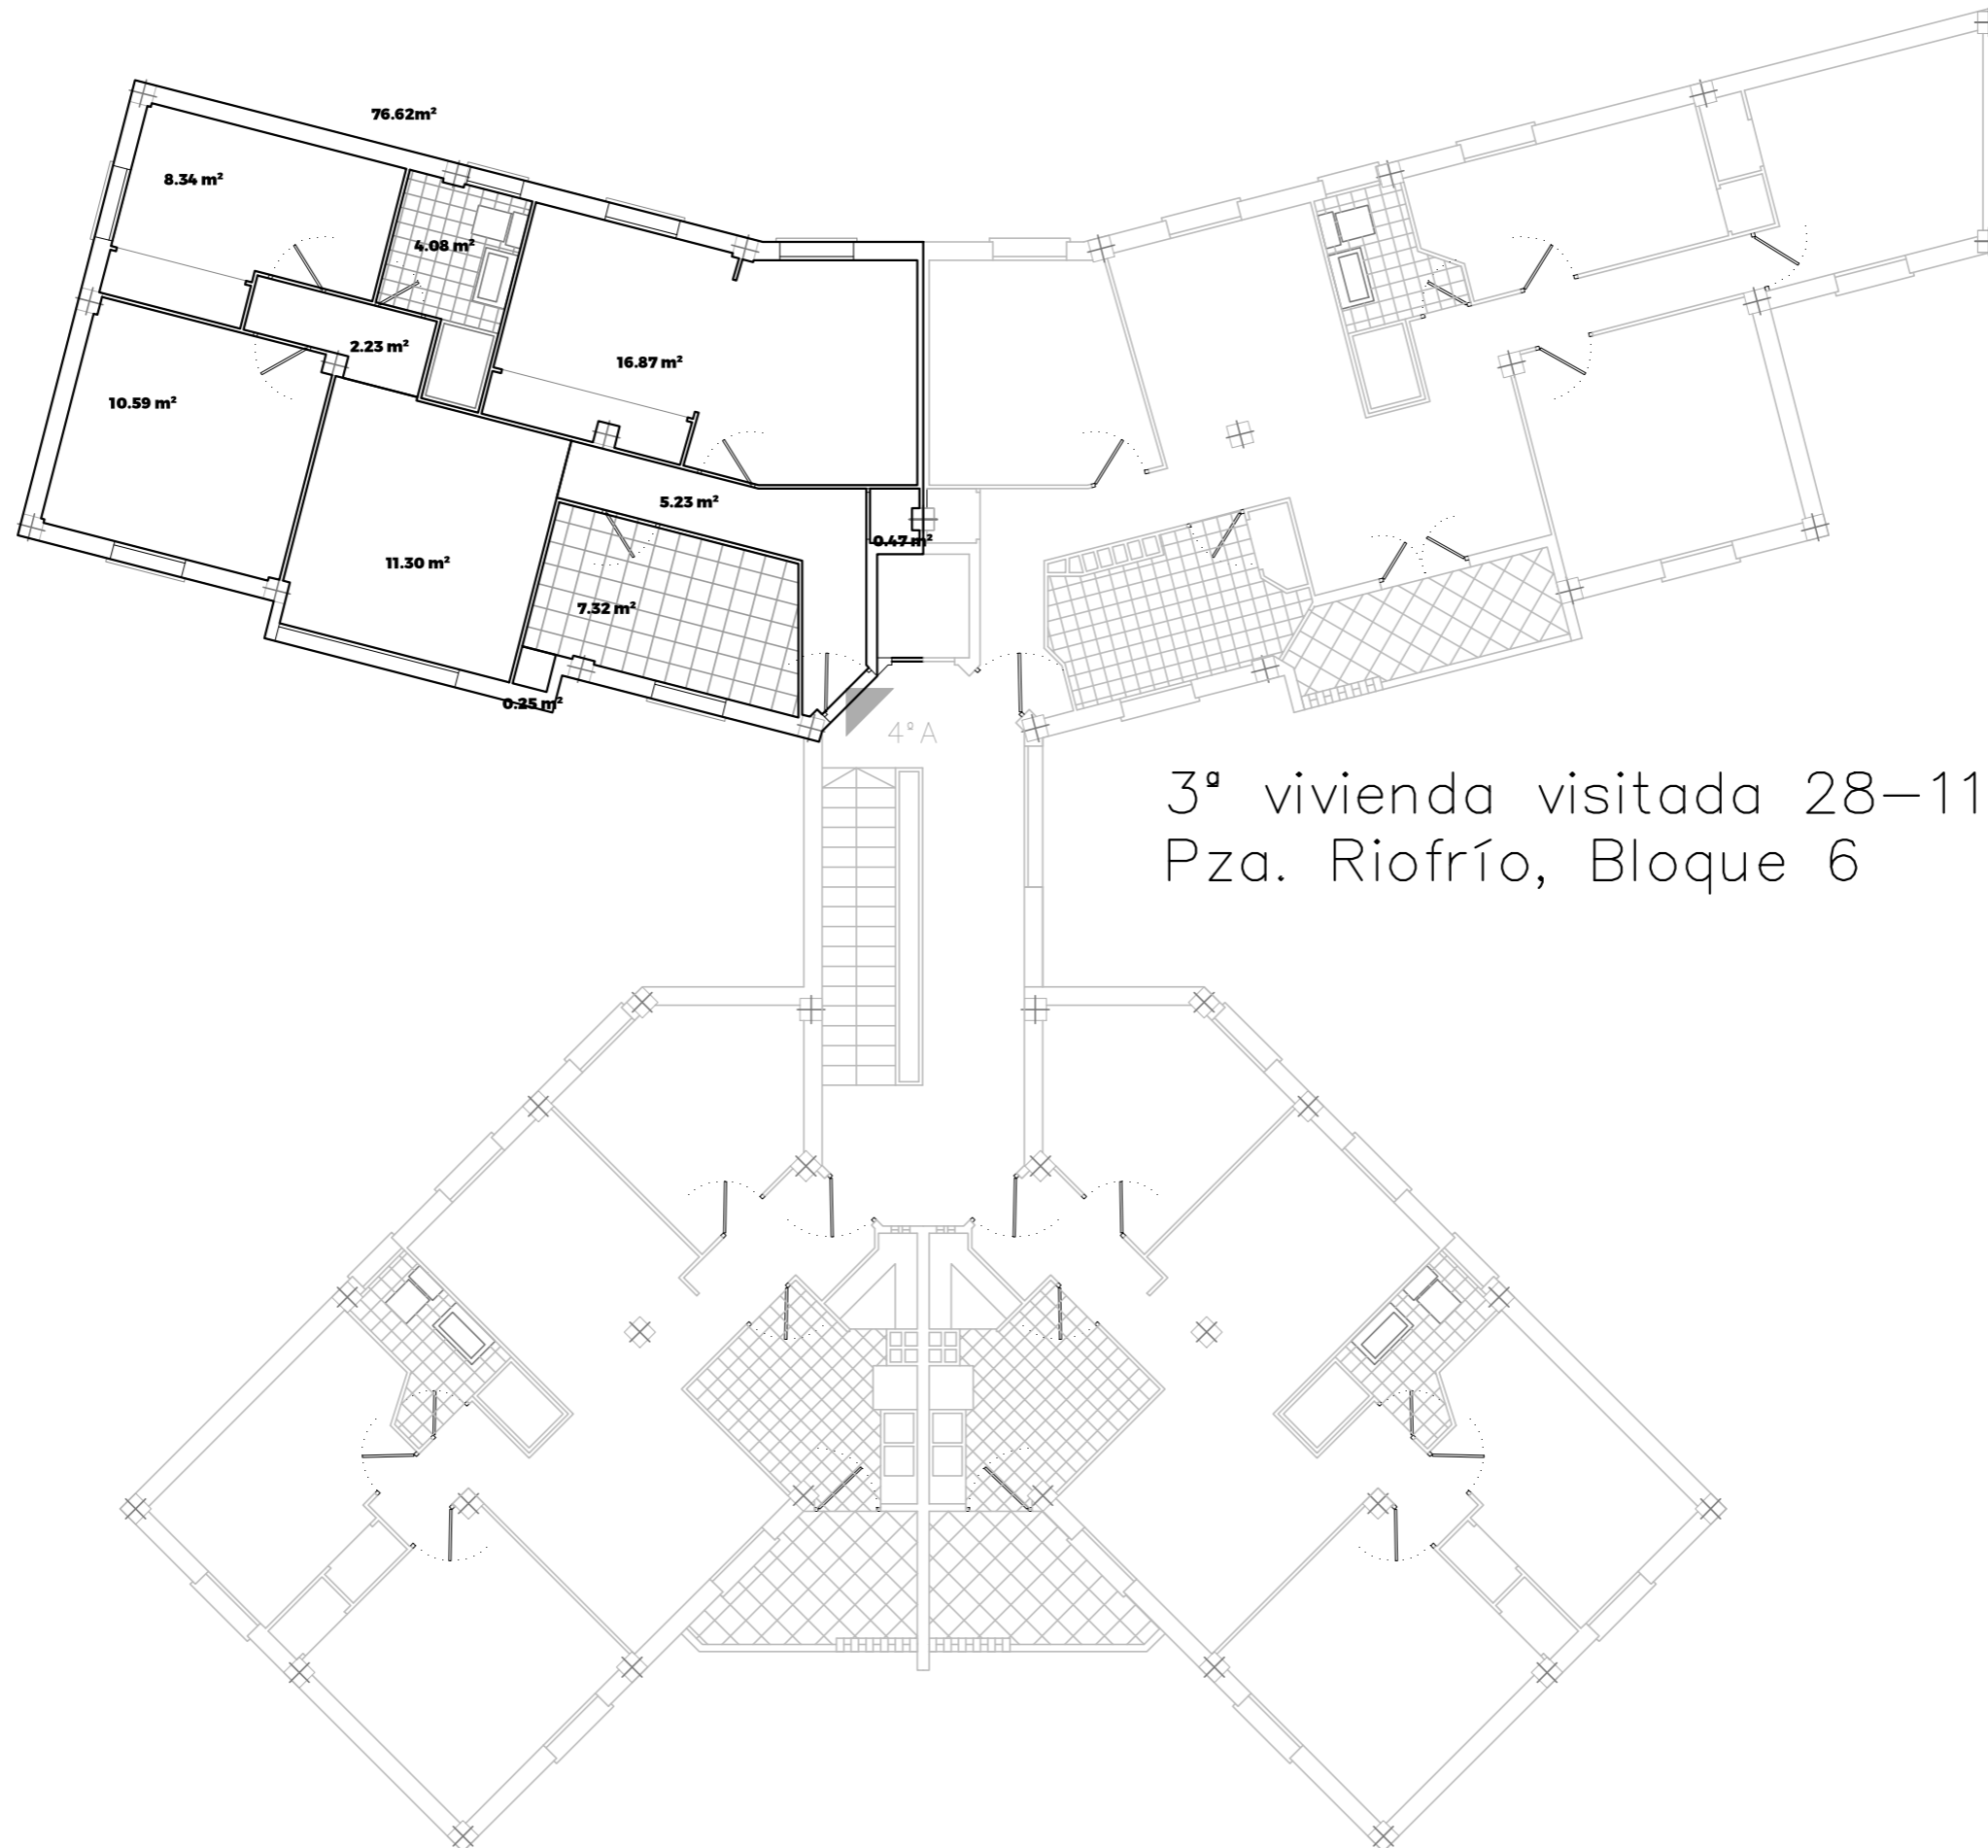 76.62m²
8.34 m²
4.08 m²
2.23 m²
16.87 m²
10.59 m²
5.23 m²
0.47 m²
11.30 m²
7.32 m²
0.25 m²
4ºA
3ª vivienda visitada 28-11
Pza. Riofrío, Bloque 6